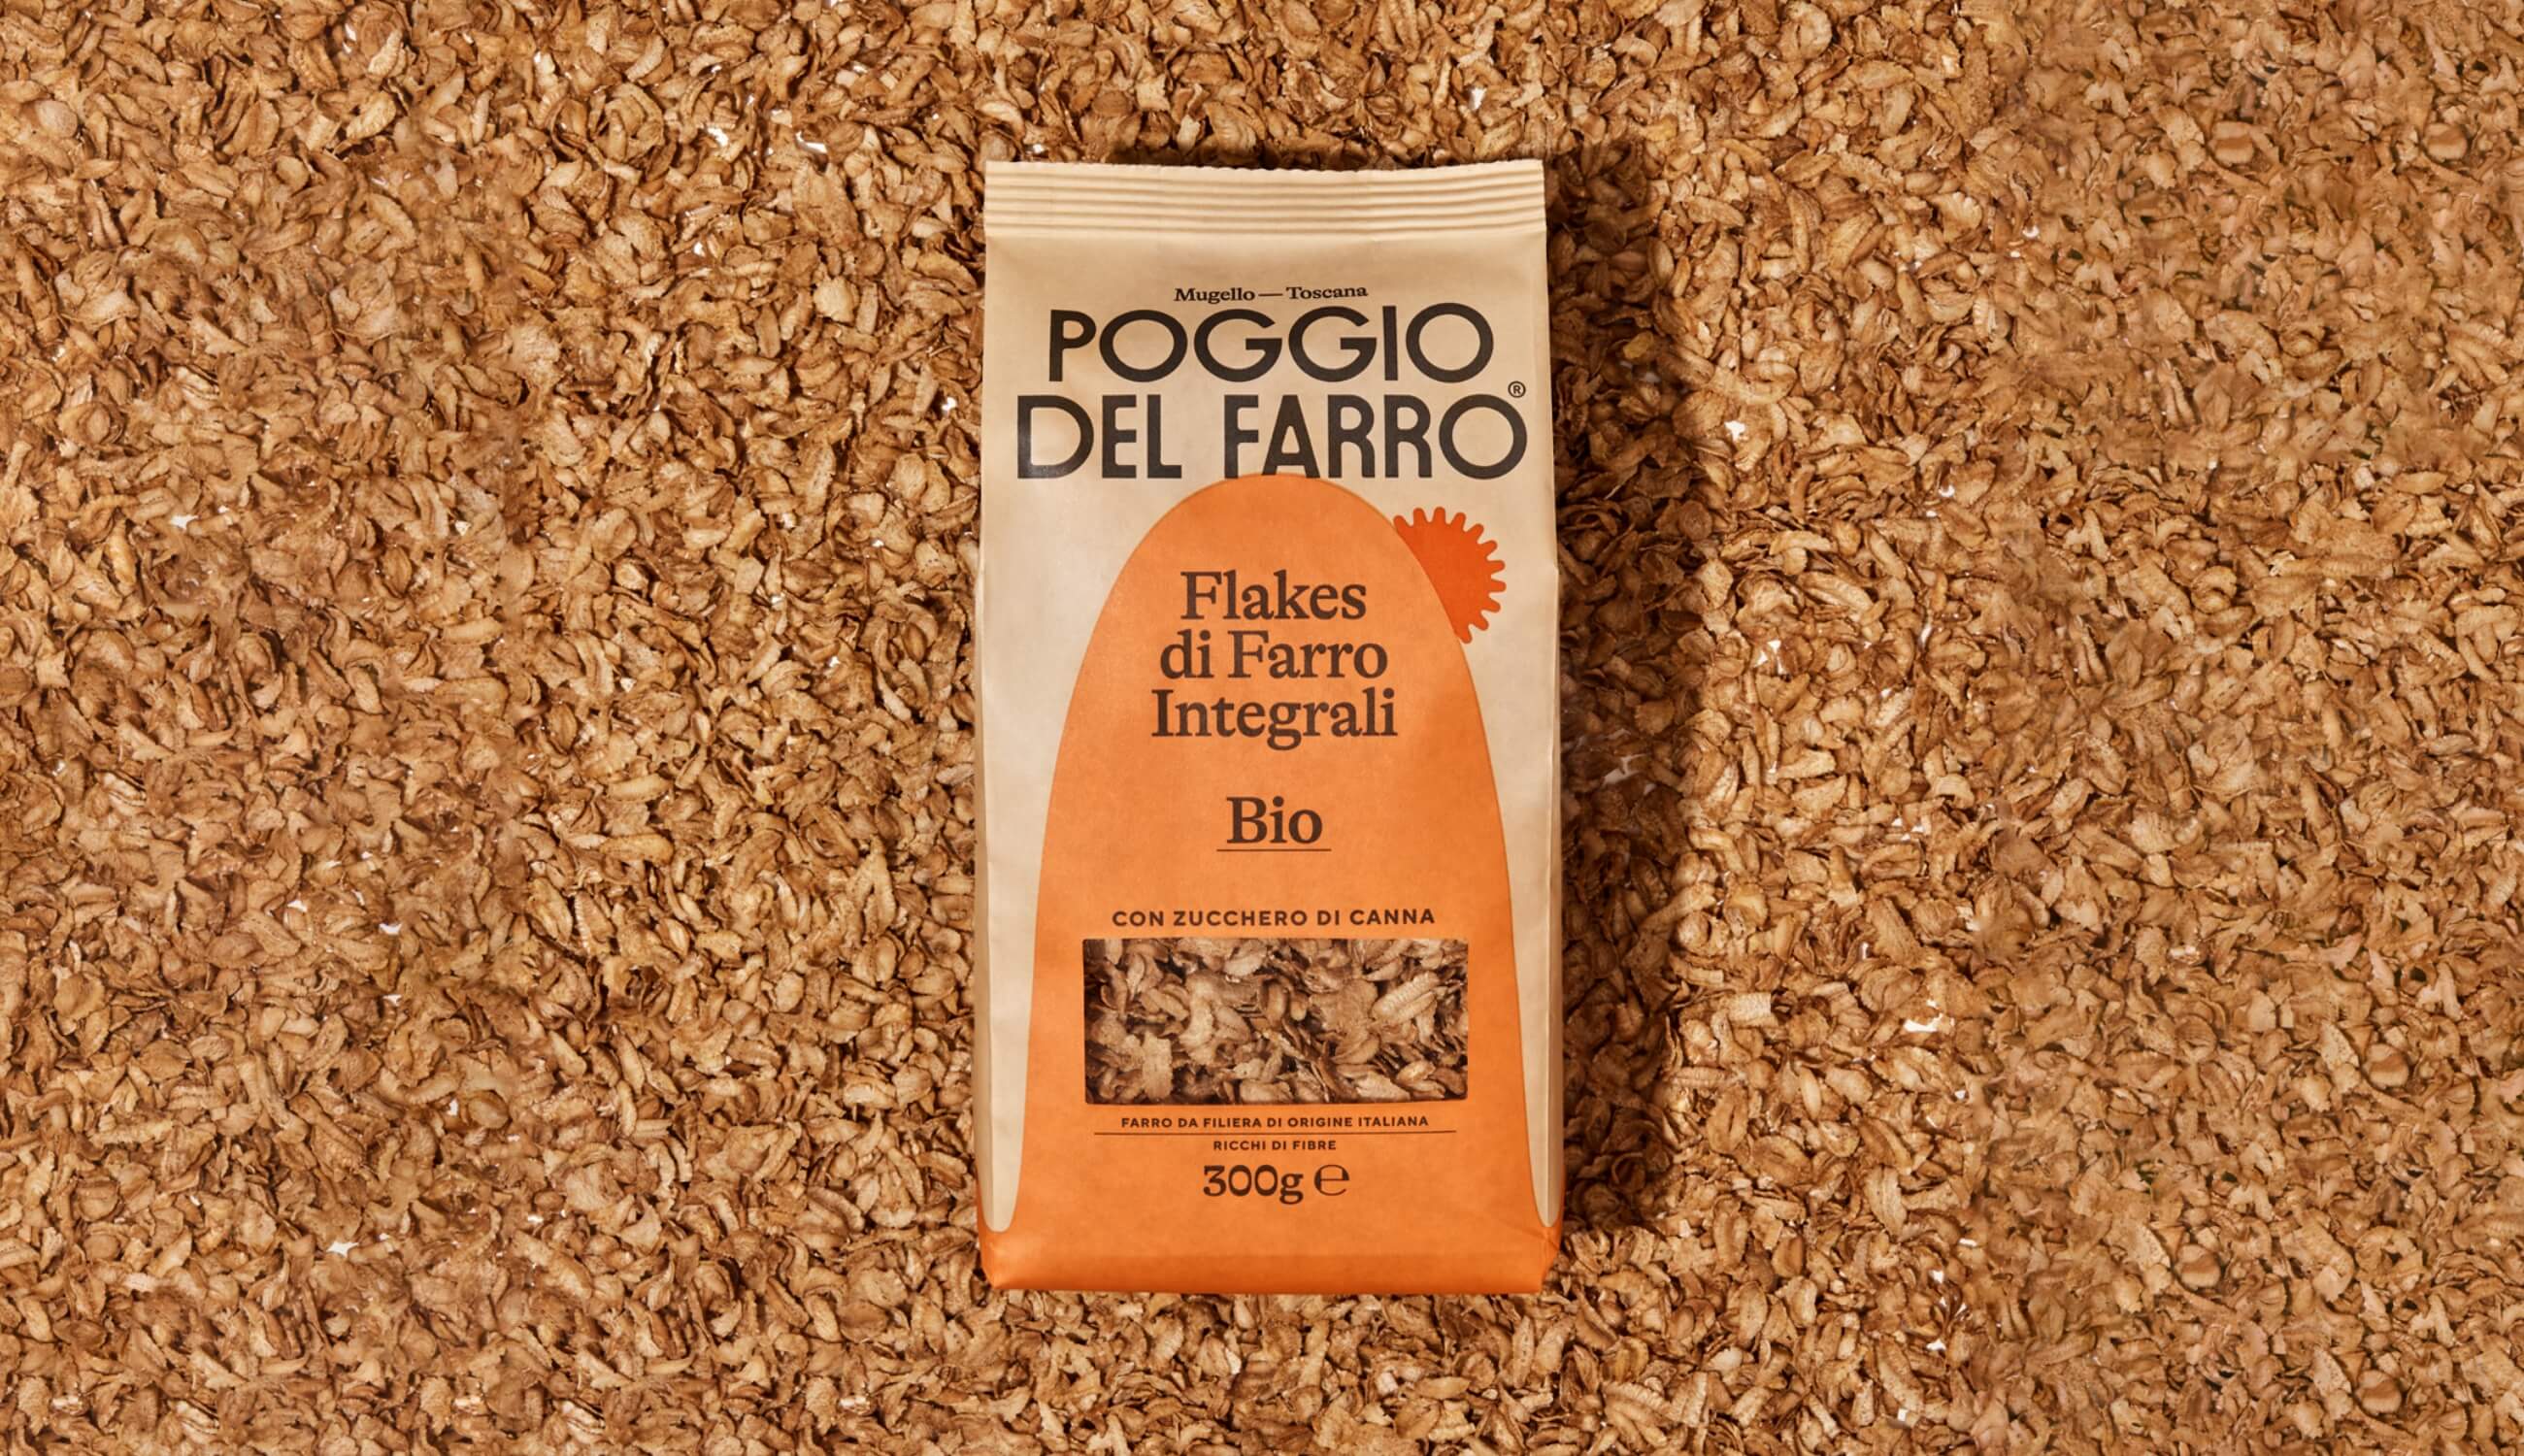 Mugello — Toscana
POGGIO
DEL FARRO®
Flakes
di Farro
Integrali
Bio
CON ZUCCHERO DI CANNA
FARRO DA FILIERA DI ORIGINE ITALIANA
RICCHI DI FIBRE
300g ℮